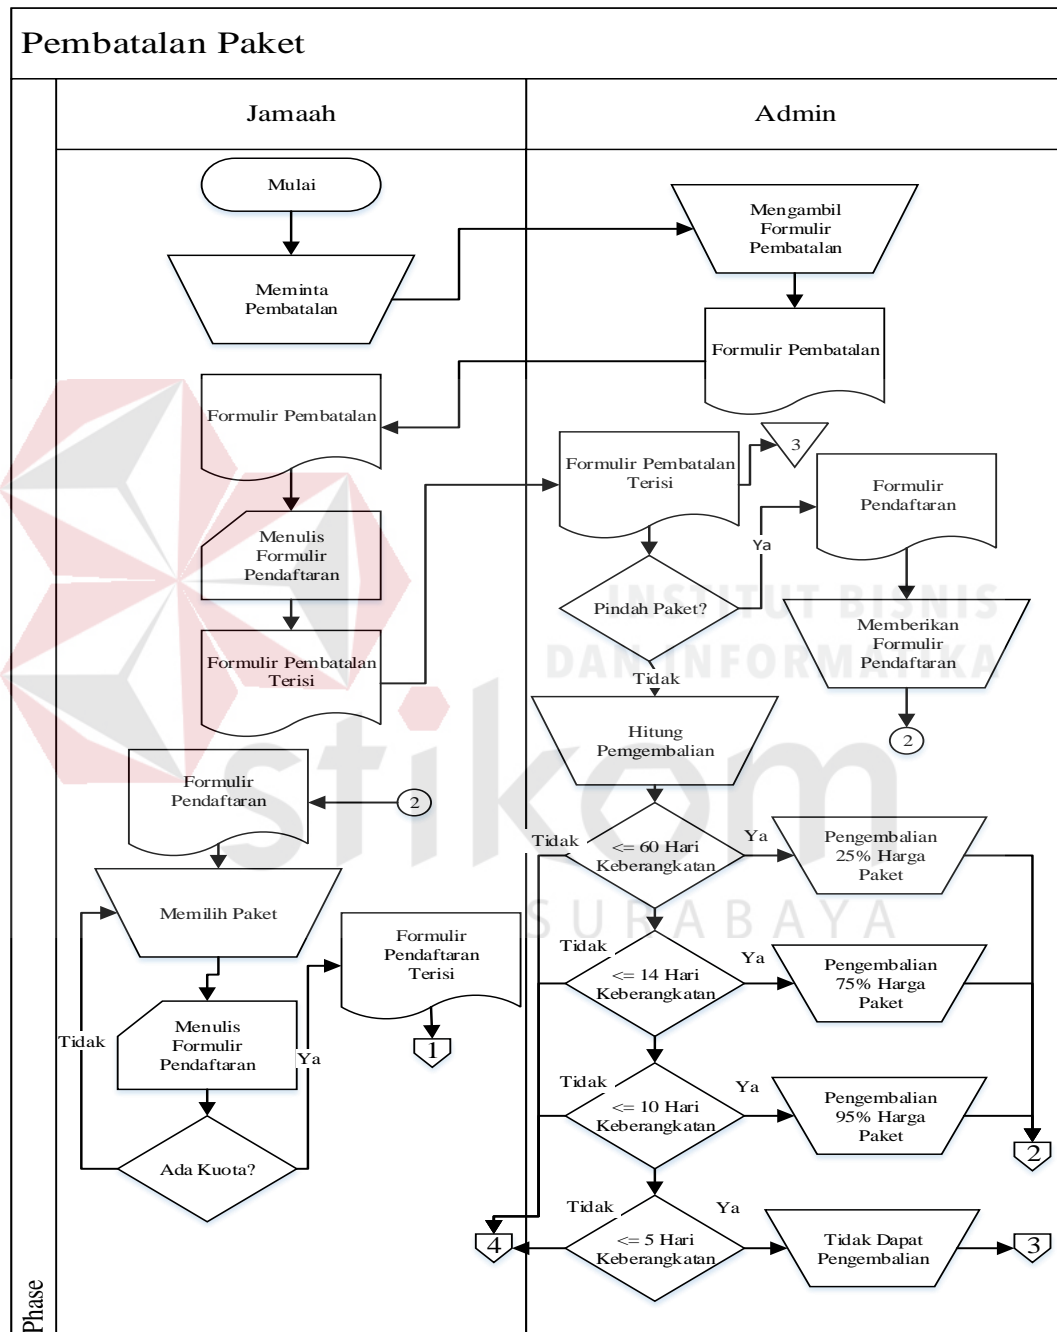 Pembatalan Paket
Jamaah
Admin
Phase
Mulai
Meminta
Pembatalan
Mengambil
Formulir
Pembatalan
Formulir Pembatalan
Formulir Pembatalan
Menulis
Formulir
Pendaftaran
Formulir Pembatalan
Terisi
Formulir Pembatalan
Terisi
3
Formulir
Pendaftaran
Ya
Pindah Paket?
Memberikan
Formulir
Pendaftaran
2
Tidak
Hitung
Pemgembalian
Formulir
Pendaftaran
2
Memilih Paket
Menulis
Formulir
Pendaftaran
Tidak
Ya
Ada Kuota?
Formulir
Pendaftaran
Terisi
1
Tidak
<= 60 Hari
Keberangkatan
Ya
Pengembalian
25% Harga
Paket
Tidak
<= 14 Hari
Keberangkatan
Ya
Pengembalian
75% Harga
Paket
Tidak
<= 10 Hari
Keberangkatan
Ya
Pengembalian
95% Harga
Paket
2
Tidak
<= 5 Hari
Keberangkatan
Ya
Tidak Dapat
Pengembalian
3
4
INSTITUT BISNIS
DAN INFORMATIKA
stikom
SURABAYA